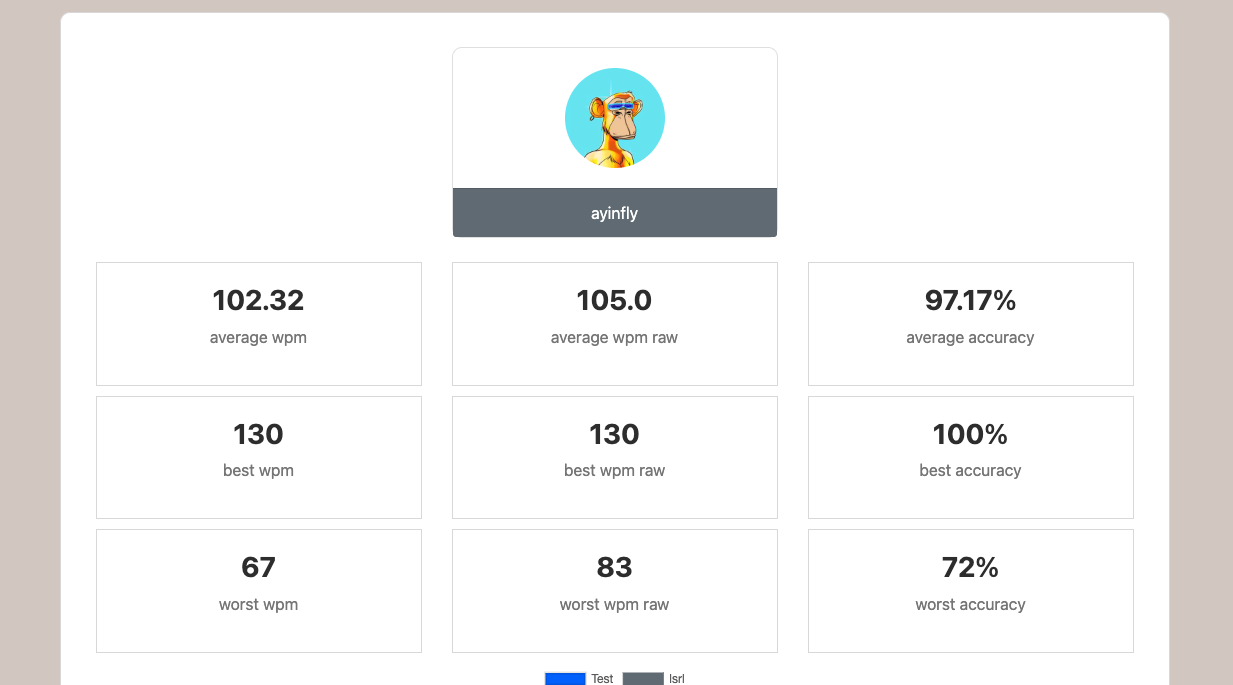 ayinfly
102.32
average wpm
105.0
average wpm raw
97.17%
average accuracy
130
best wpm
130
best wpm raw
100%
best accuracy
67
worst wpm
83
worst wpm raw
72%
worst accuracy
Test